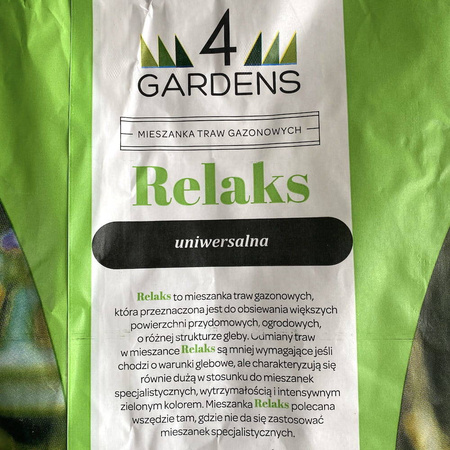 4
GARDENS
MIESZANKA TRAW GAZONOWYCH
Relaks
uniwersalna
Relaks to mieszanka traw gazonowych,
która przeznaczona jest do obsiewania większych
powierzchni przydomowych, ogrodowych,
o różnej strukturze gleby. Odmiany traw
w mieszance Relaks są mniej wymagające jeśli
chodzi o warunki glebowe, ale charakteryzują się
równie dużą w stosunku do mieszanek
specjalistycznych, wytrzymałością i intensywnym
zielonym kolorem. Mieszanka Relaks polecana
wszędzie tam, gdzie nie da się zastosować
mieszanek specjalistycznych.